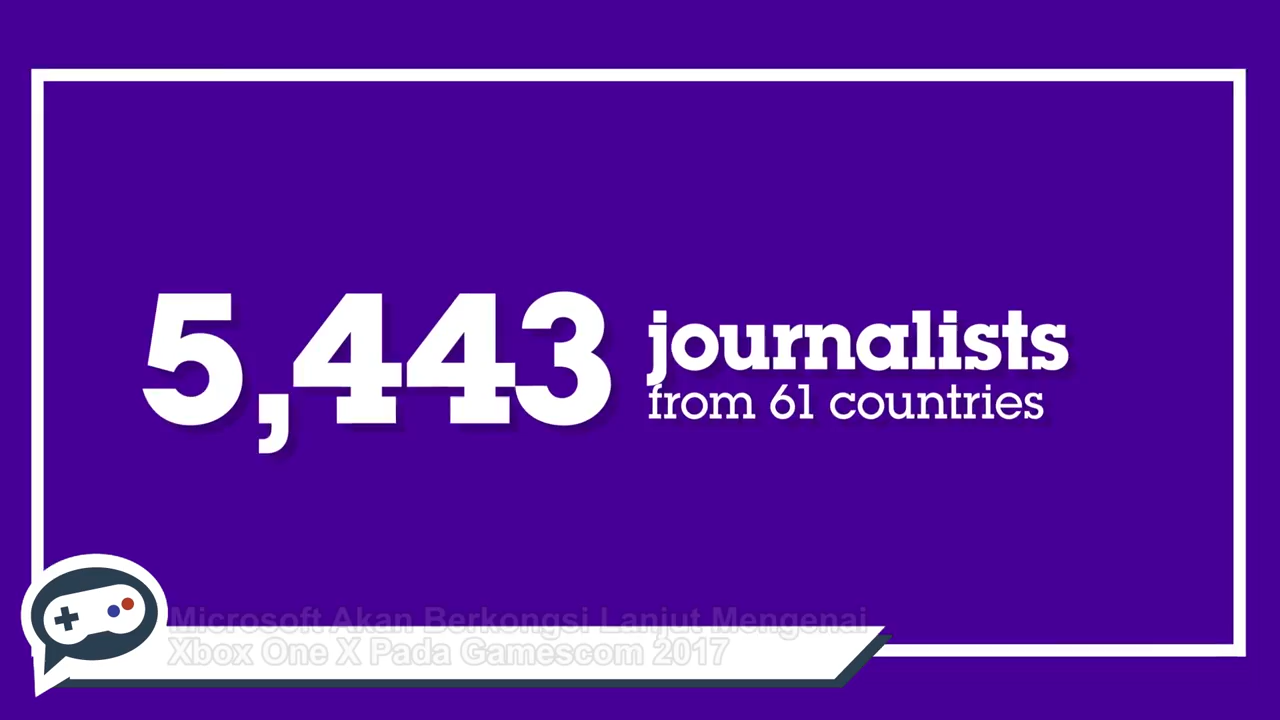 5,443 journalists
from 61 countries
Microsoft Akan Berkongsi Lanjut Mengenai
Xbox One X Pada Gamescom 2017